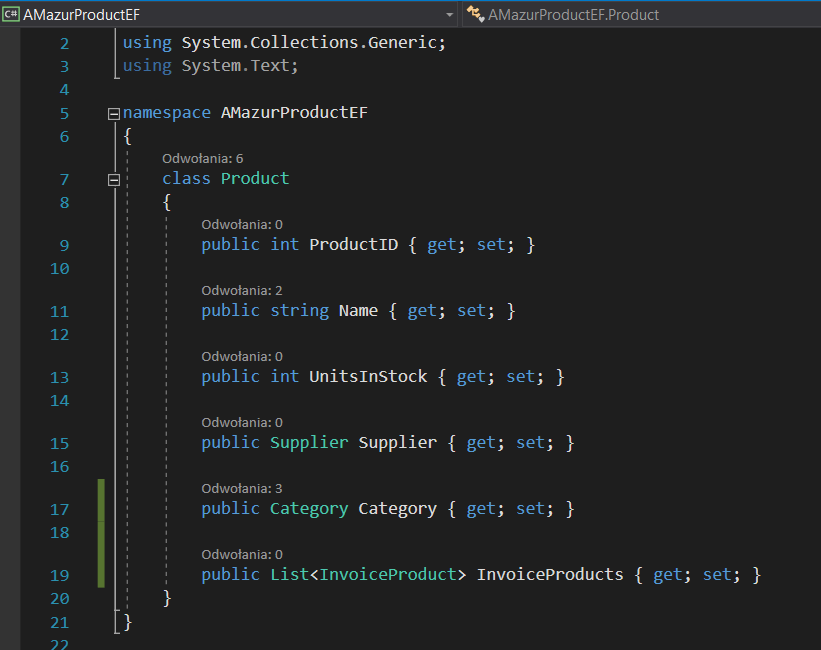 C# AMazurProductEF AMazurProductEF.Product
2 using System.Collections.Generic;
3 using System.Text;
4
5 namespace AMazurProductEF
6 {
Odwołania: 6
7 class Product
8 {
Odwołania: 0
9 public int ProductID { get; set; }
10
Odwołania: 2
11 public string Name { get; set; }
12
Odwołania: 0
13 public int UnitsInStock { get; set; }
14
Odwołania: 0
15 public Supplier Supplier { get; set; }
16
Odwołania: 3
17 public Category Category { get; set; }
18
Odwołania: 0
19 public List<InvoiceProduct> InvoiceProducts { get; set; }
20 }
21 }
22